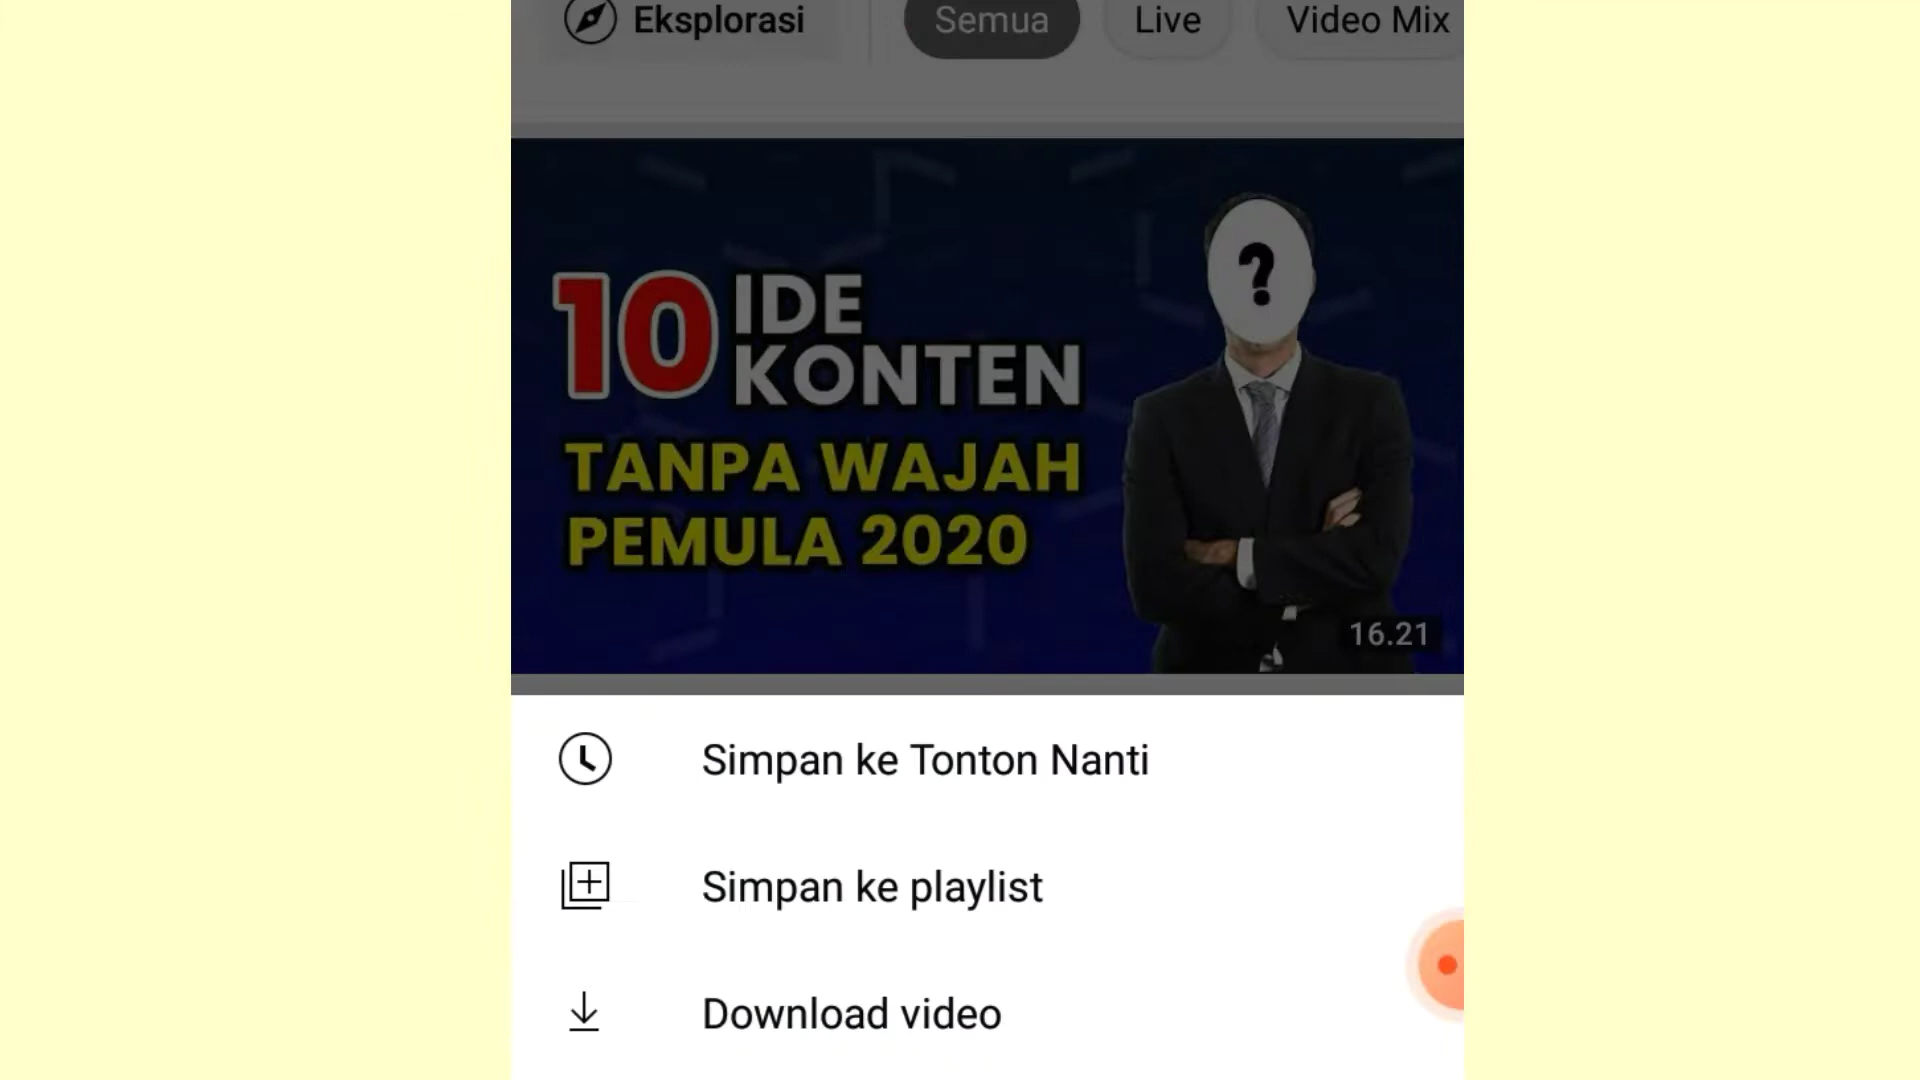 Eksplorasi Semua Live Video Mix
10 IDE
KONTEN
?
TANPA WAJAH
PEMULA 2020
16.21
Simpan ke Tonton Nanti
Simpan ke playlist
Download video